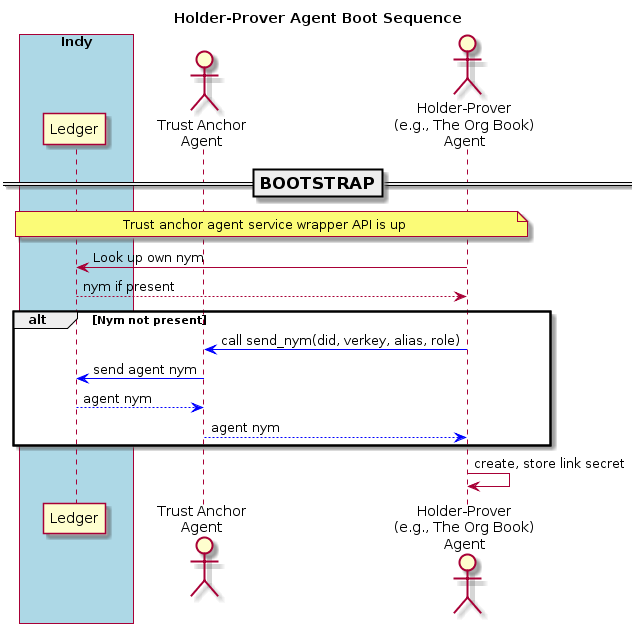 Holder-Prover Agent Boot Sequence
Indy
Ledger
Trust Anchor
Agent
Holder-Prover
(e.g., The Org Book)
Agent
BOOTSTRAP
Trust anchor agent service wrapper API is up
Look up own nym
nym if present
alt [Nym not present]
call send_nym(did, verkey, alias, role)
send agent nym
agent nym
agent nym
create, store link secret
Ledger
Trust Anchor
Agent
Holder-Prover
(e.g., The Org Book)
Agent